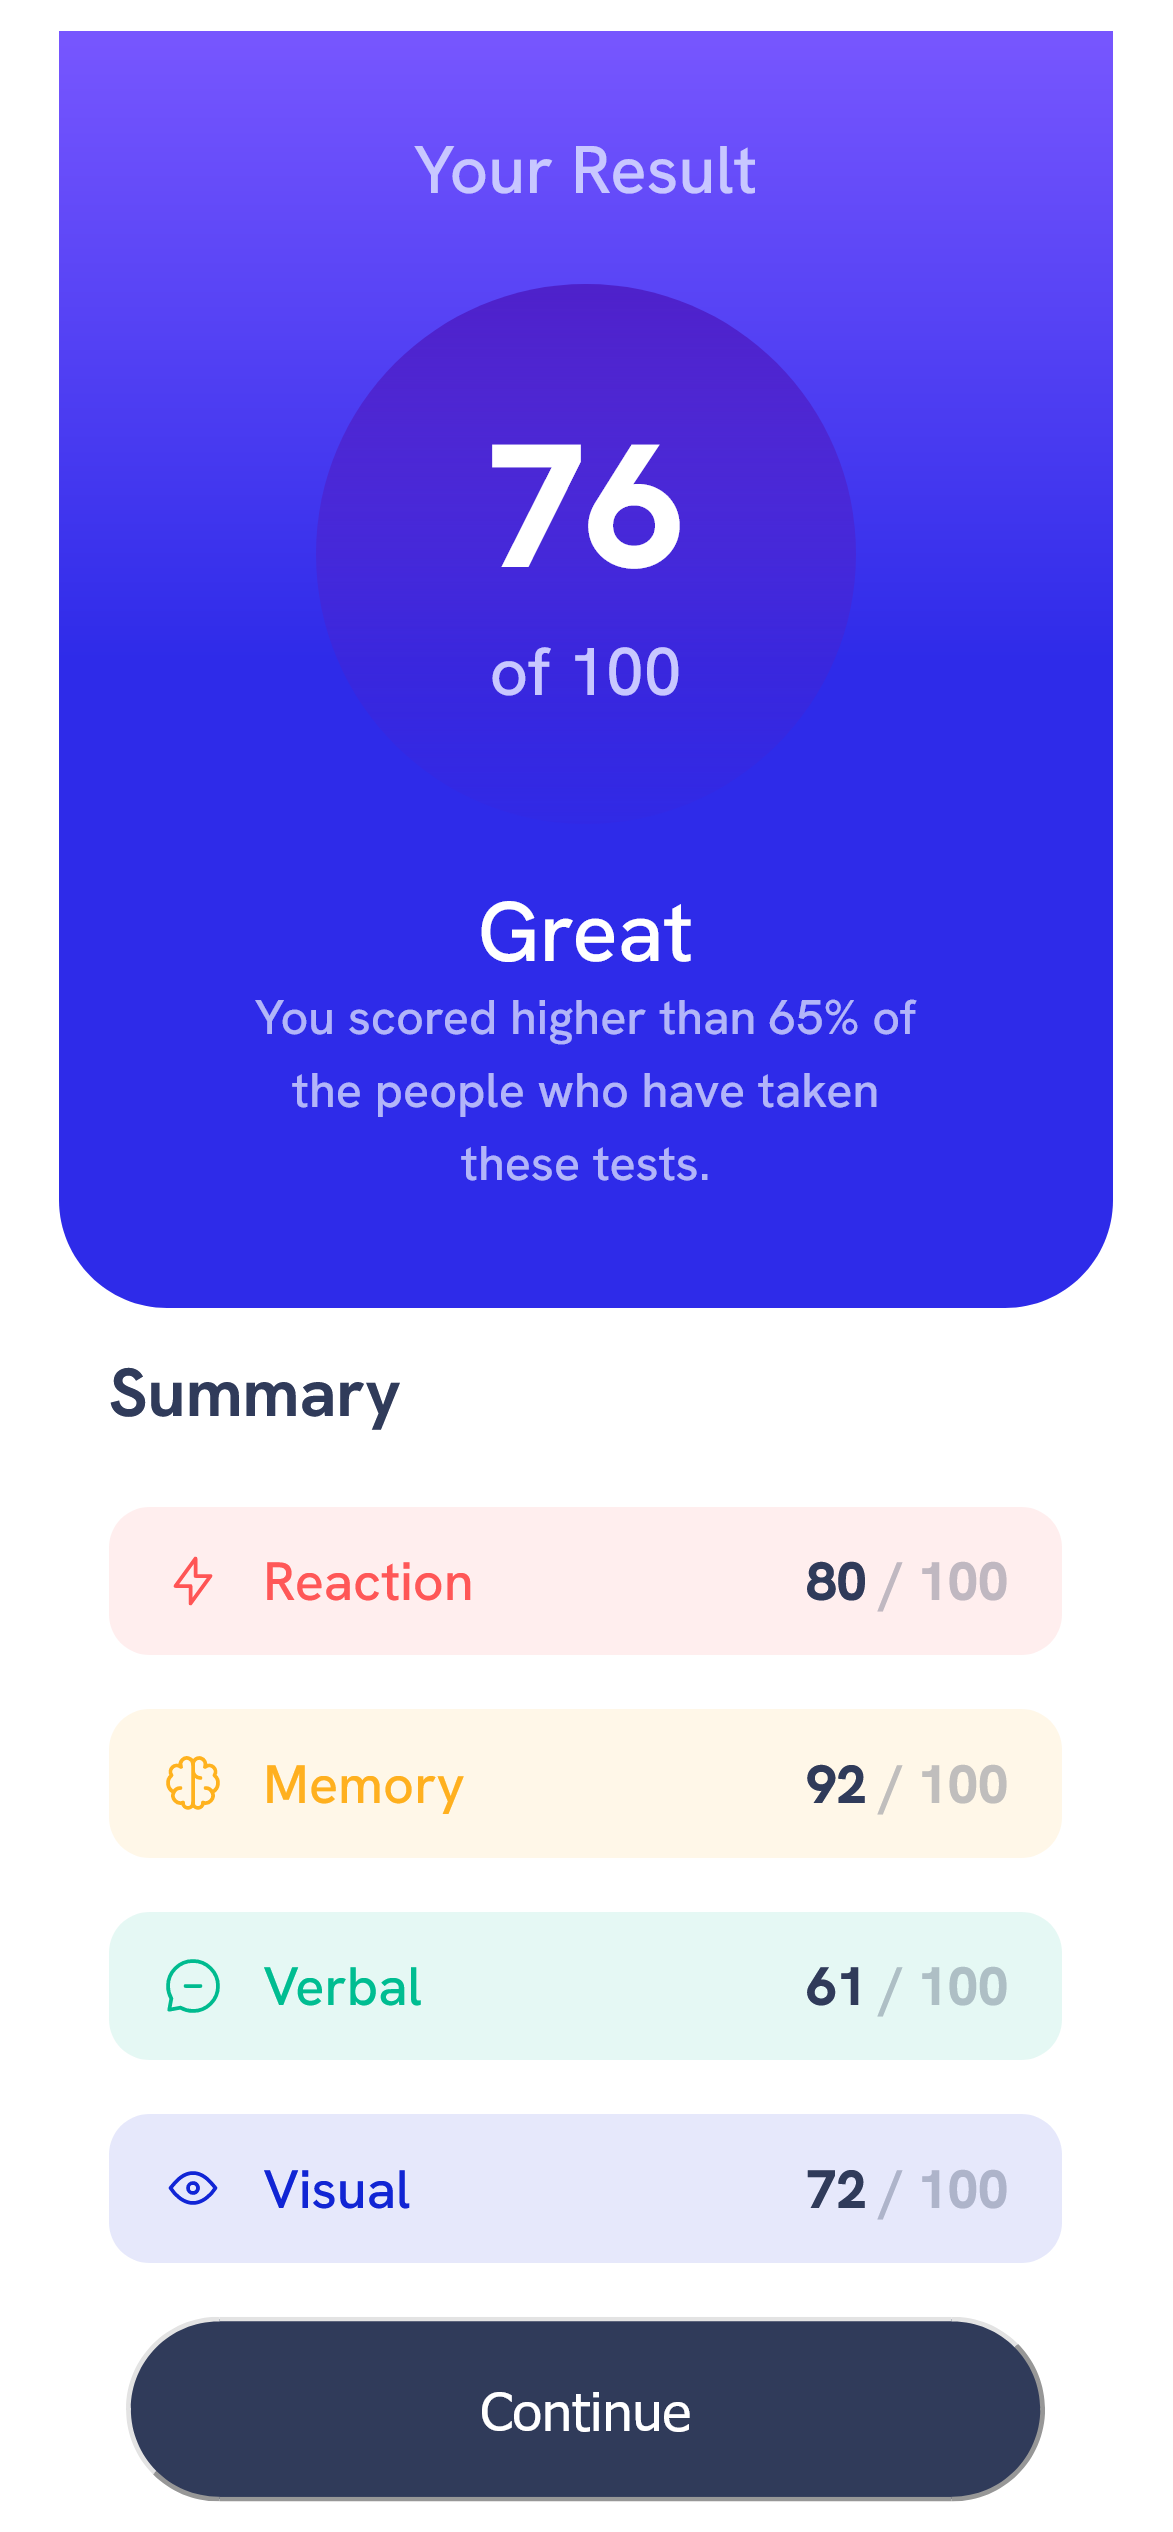 Your Result
76
of 100
Great
You scored higher than 65% of
the people who have taken
these tests.
Summary
Reaction 80 / 100
Memory 92 / 100
Verbal 61 / 100
Visual 72 / 100
Continue